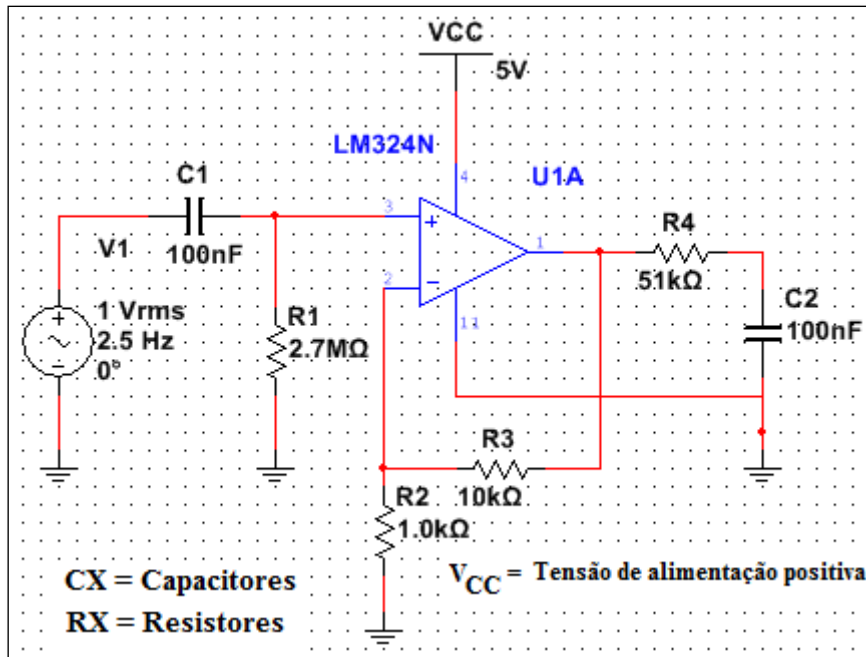 VCC
5V
LM324N
4
U1A
C1
3
R4
V1
100nF
1
2
51kΩ
C2
1 Vrms
2.5 Hz
0°
R1
2.7MΩ
11
100nF
R3
10kΩ
R2
1.0kΩ
CX = Capacitores
VCC = Tensão de alimentação positiva
RX = Resistores